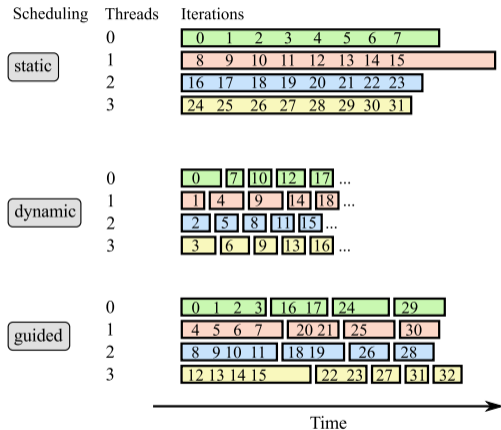 Scheduling Threads Iterations
0 0 1 2 3 4 5 6 7
static
1 8 9 10 11 12 13 14 15
2 16 17 18 19 20 21 22 23
3 24 25 26 27 28 29 30 31
0 0 7 10 12 17 ...
1 1 4 9 14 18 ...
dynamic
2 2 5 8 11 15 ...
3 3 6 9 13 16 ...
0 0 1 2 3 16 17 24 29
1 4 5 6 7 20 21 25 30
guided
2 8 9 10 11 18 19 26 28
3 12 13 14 15 22 23 27 31 32
Time